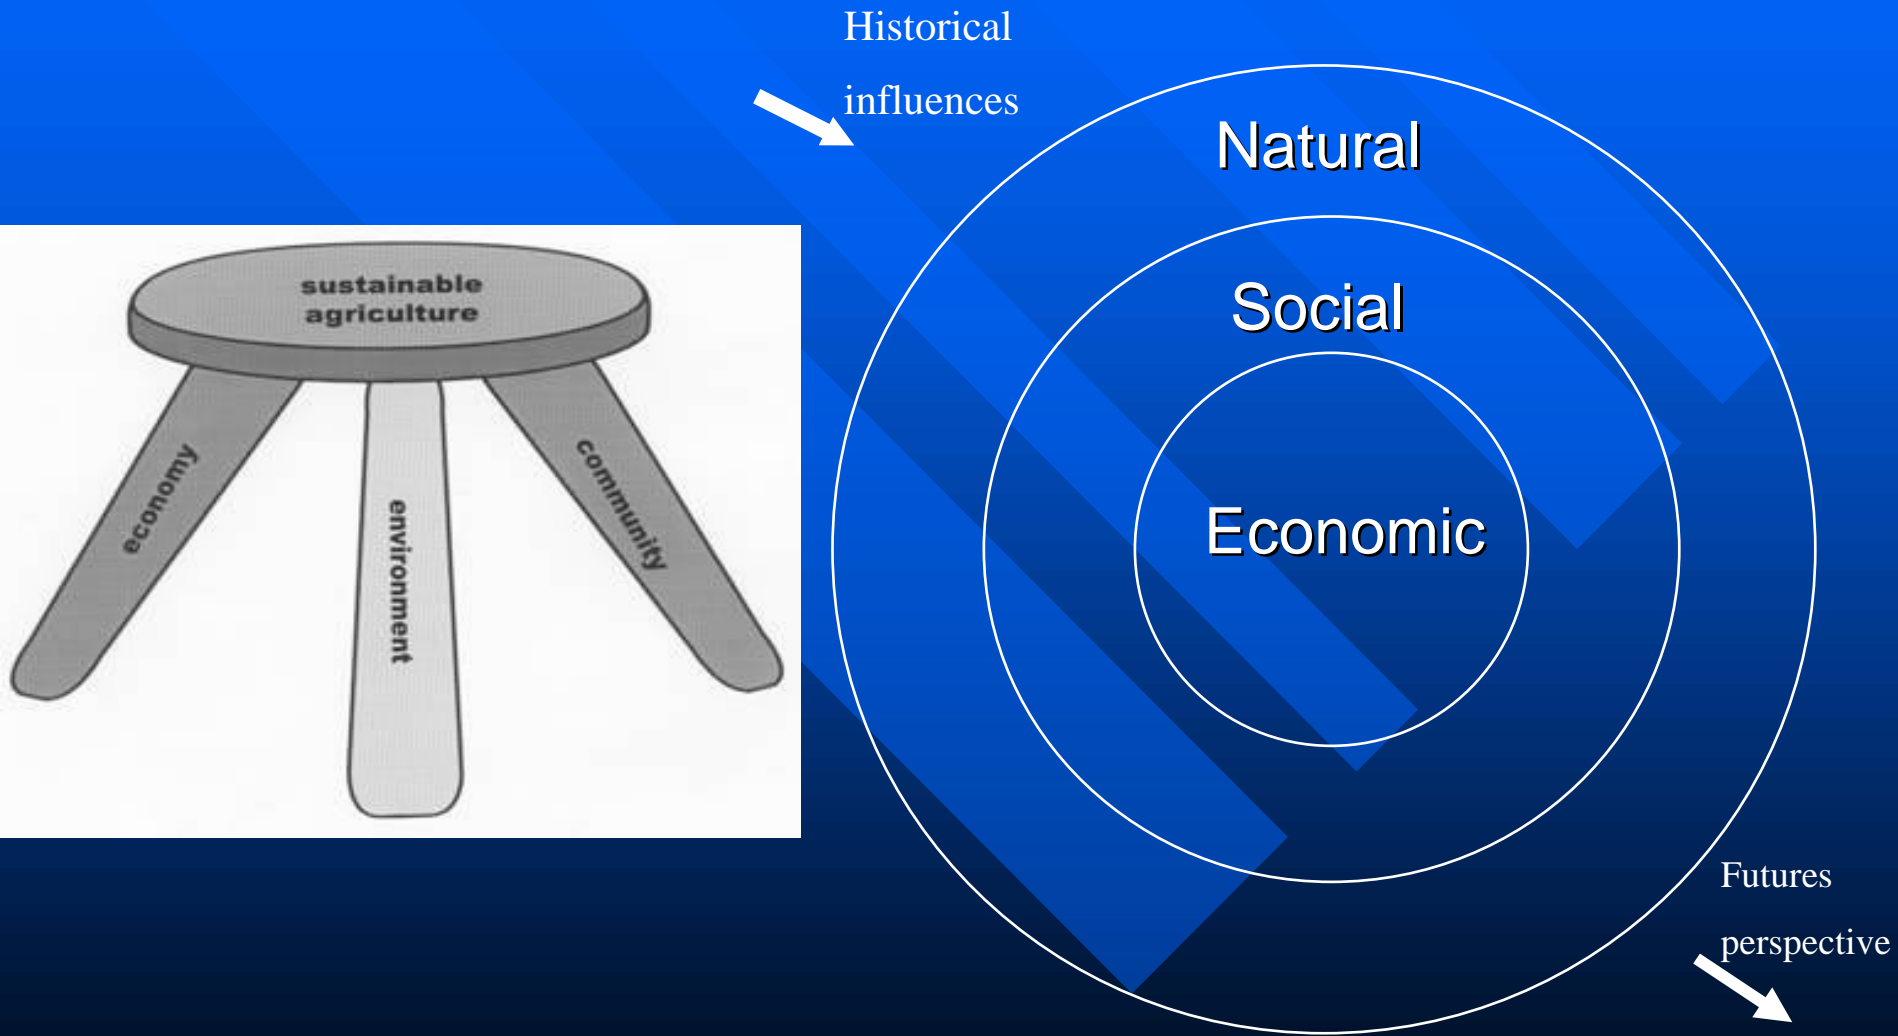 Historical
influences
Natural
Social
Economic
sustainable
agriculture
economy
environment
community
Futures
perspective